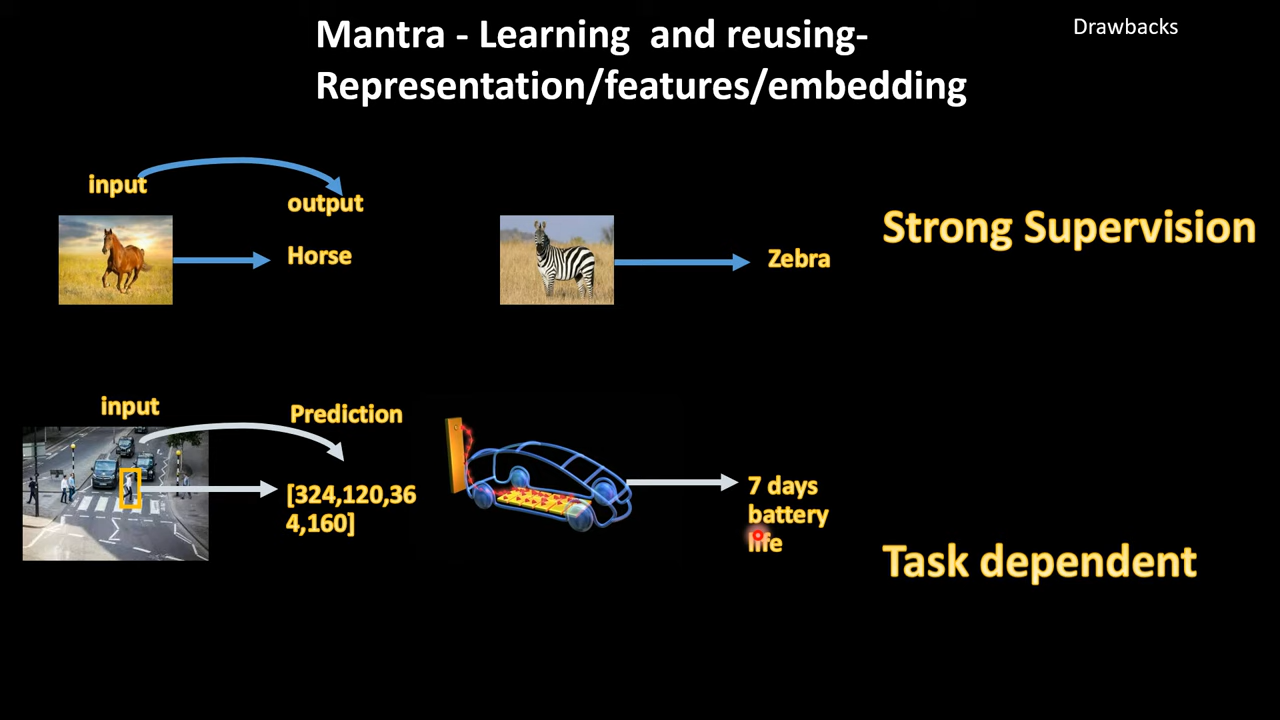 Mantra - Learning and reusing-
Representation/features/embedding
Drawbacks
input
output
Horse
Zebra
Strong Supervision
input
Prediction
[324,120,36
4,160]
7 days
battery
life
Task dependent